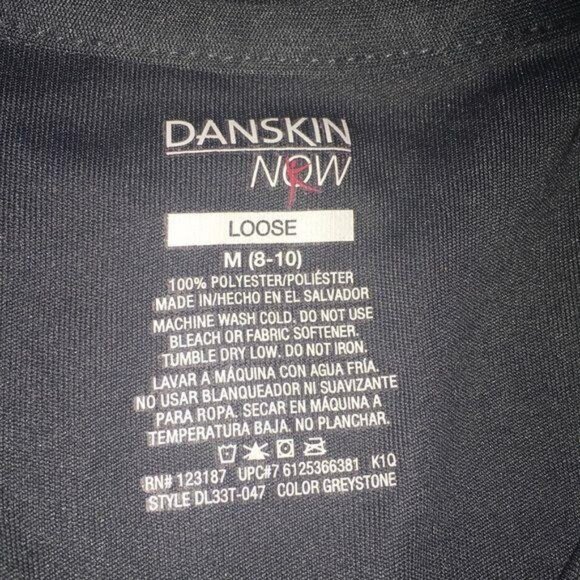 DANSKIN
NOW
LOOSE
M (8-10)
100% POLYESTER/POLIÉSTER
MADE IN/HECHO EN EL SALVADOR
MACHINE WASH COLD. DO NOT USE
BLEACH OR FABRIC SOFTENER.
TUMBLE DRY LOW. DO NOT IRON.
LAVAR A MÁQUINA CON AGUA FRÍA.
NO USAR BLANQUEADOR NI SUAVIZANTE
PARA ROPA. SECAR EN MÁQUINA A
TEMPERATURA BAJA. NO PLANCHAR.
RN# 123187 UPC#7 6125366381 K1Q
STYLE DL33T-047 COLOR GREYSTONE